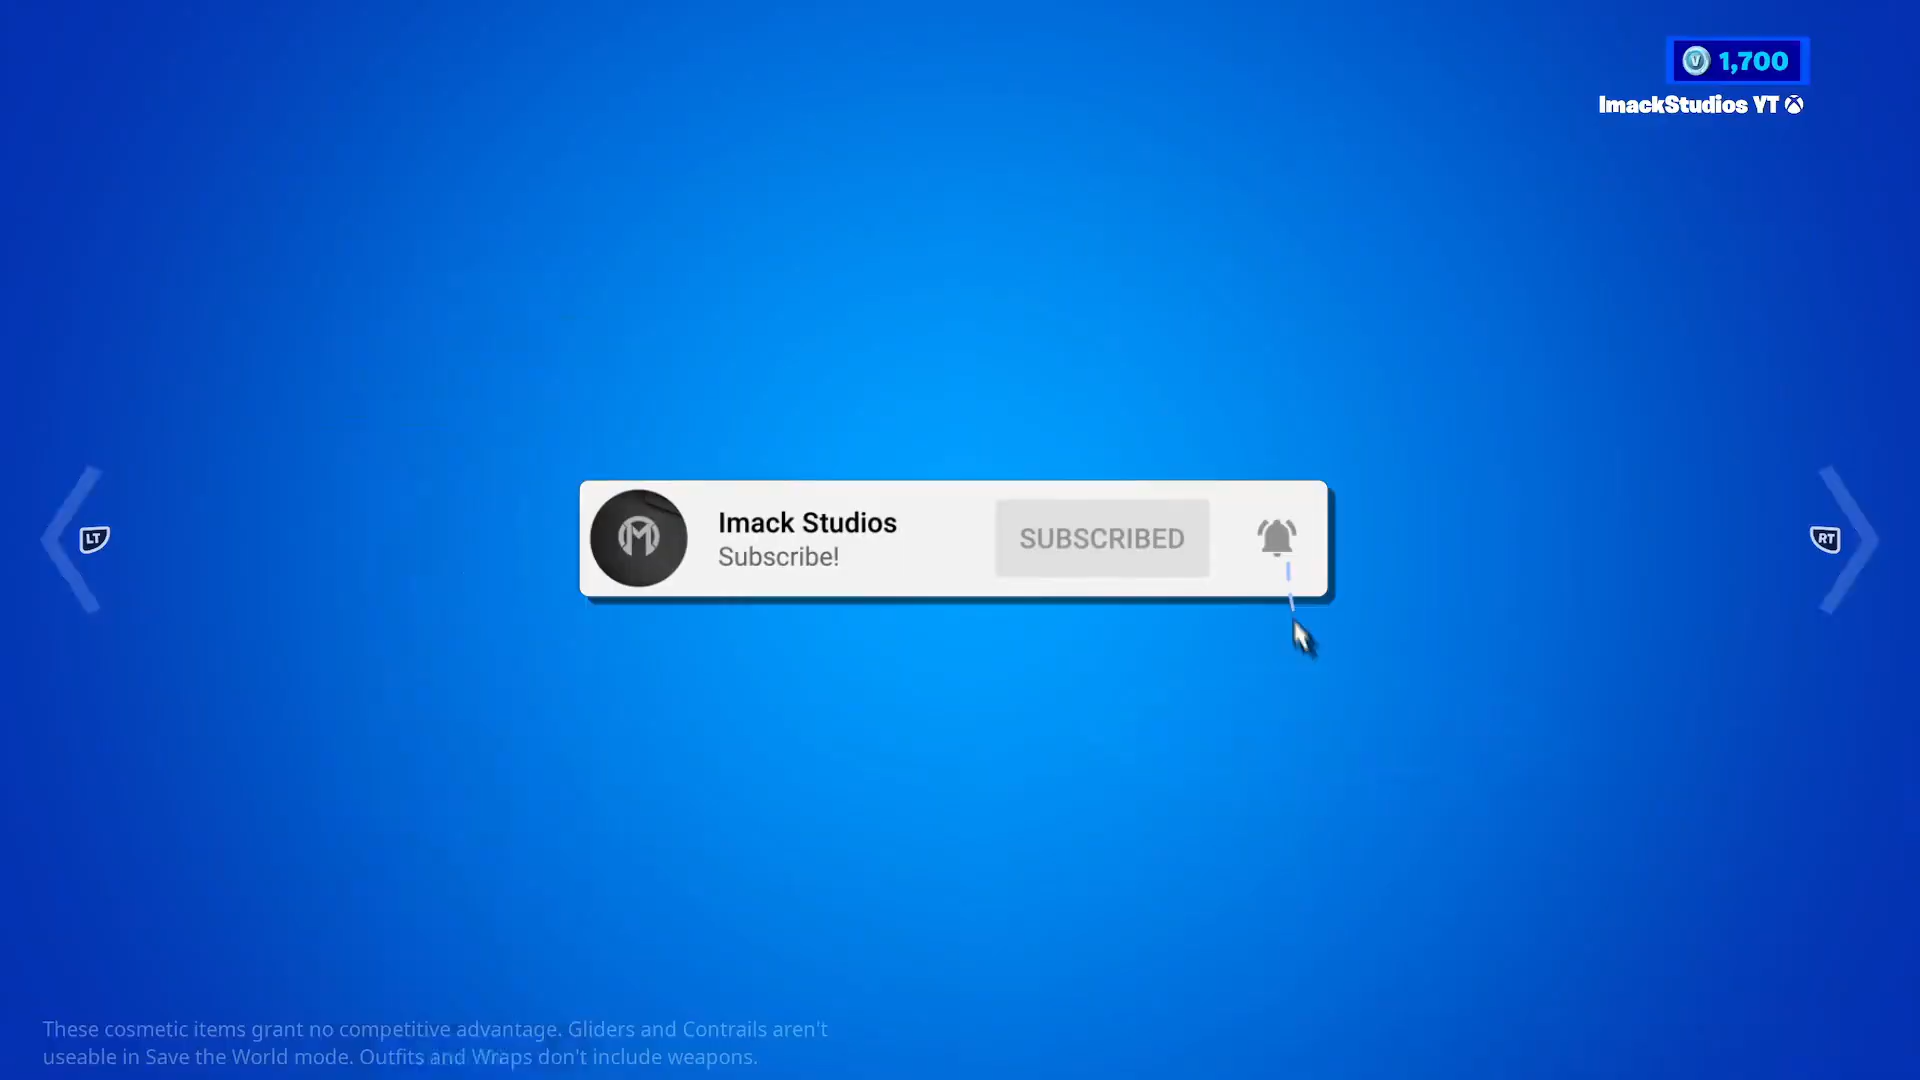 1,700
ImackStudios YT
LT
Imack Studios
Subscribe!
SUBSCRIBED
RT
These cosmetic items grant no competitive advantage. Gliders and Contrails aren't
useable in Save the World mode. Outfits and Wraps don't include weapons.